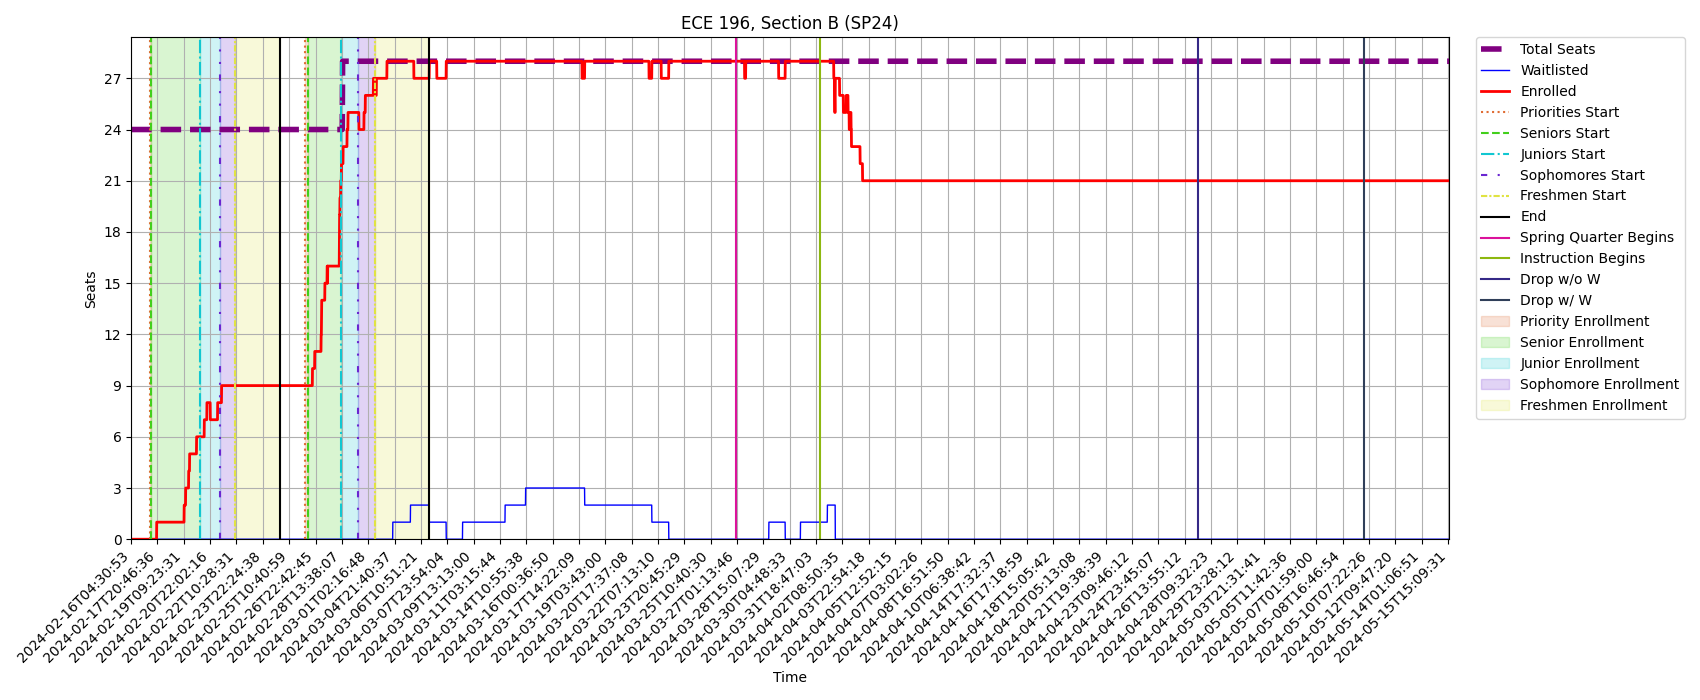 ECE 196, Section B (SP24)
Seats
27
24
21
18
15
12
9
6
3
0
2024-02-16T04:30:53
2024-02-17T20:46:36
2024-02-19T09:23:31
2024-02-20T22:02:16
2024-02-22T10:28:31
2024-02-23T22:24:38
2024-02-25T10:40:59
2024-02-26T22:42:45
2024-02-28T13:38:07
2024-03-01T02:16:48
2024-03-04T21:40:37
2024-03-06T10:51:21
2024-03-07T23:54:04
2024-03-09T13:13:00
2024-03-11T03:15:44
2024-03-14T10:55:38
2024-03-16T00:36:50
2024-03-17T14:22:09
2024-03-19T03:43:00
2024-03-20T17:37:08
2024-03-22T07:13:10
2024-03-23T20:45:29
2024-03-25T10:40:30
2024-03-27T01:13:46
2024-03-28T15:07:29
2024-03-30T04:48:33
2024-03-31T18:47:03
2024-04-02T08:50:35
2024-04-03T22:54:18
2024-04-05T12:52:15
2024-04-07T03:02:26
2024-04-08T16:51:50
2024-04-10T06:38:42
2024-04-14T17:32:37
2024-04-16T17:18:59
2024-04-18T15:05:42
2024-04-20T05:13:08
2024-04-21T19:38:39
2024-04-23T09:46:12
2024-04-24T23:45:07
2024-04-26T13:55:12
2024-04-28T09:32:23
2024-04-29T23:28:12
2024-05-03T21:31:41
2024-05-05T11:42:36
2024-05-07T01:59:00
2024-05-08T16:46:54
2024-05-10T07:22:26
2024-05-12T09:47:20
2024-05-14T01:06:51
2024-05-15T15:09:31
Time
Total Seats
Waitlisted
Enrolled
Priorities Start
Seniors Start
Juniors Start
Sophomores Start
Freshmen Start
End
Spring Quarter Begins
Instruction Begins
Drop w/o W
Drop w/ W
Priority Enrollment
Senior Enrollment
Junior Enrollment
Sophomore Enrollment
Freshmen Enrollment